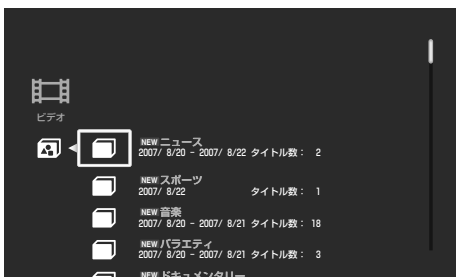 ビデオ
NEW ニュース
2007/ 8/20 - 2007/ 8/22 タイトル数： 2
NEW スポーツ
2007/ 8/22 タイトル数： 1
NEW 音楽
2007/ 8/20 - 2007/ 8/21 タイトル数： 18
NEW バラエティ
2007/ 8/20 - 2007/ 8/21 タイトル数： 3
NEW ドキュメンタリー